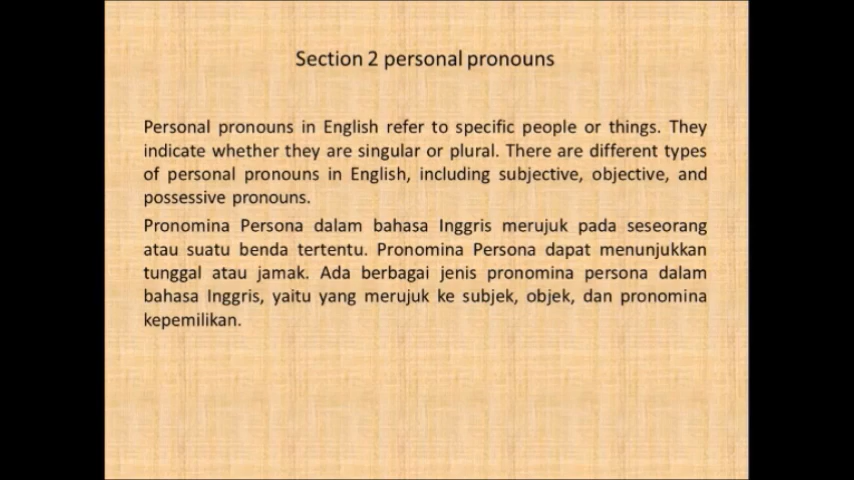 Section 2 personal pronouns
Personal pronouns in English refer to specific people or things. They
indicate whether they are singular or plural. There are different types
of personal pronouns in English, including subjective, objective, and
possessive pronouns.
Pronomina Persona dalam bahasa Inggris merujuk pada seseorang
atau suatu benda tertentu. Pronomina Persona dapat menunjukkan
tunggal atau jamak. Ada berbagai jenis pronomina persona dalam
bahasa Inggris, yaitu yang merujuk ke subjek, objek, dan pronomina
kepemilikan.